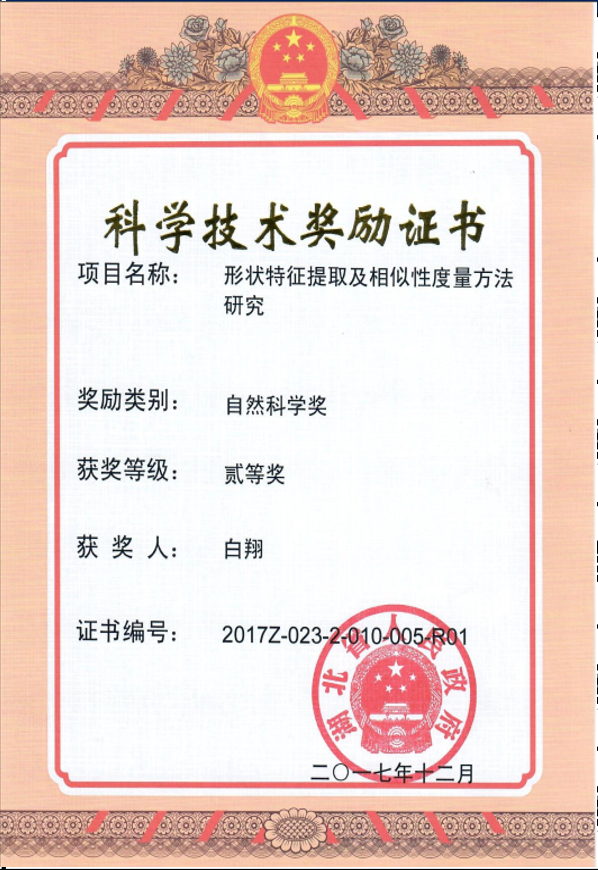 科学技术奖励证书
项目名称： 形状特征提取及相似性度量方法
研究
奖励类别： 自然科学奖
获奖等级： 贰等奖
获 奖 人： 白翔
证书编号： 2017Z-023-2-010-005-R01
湖北省人民政府
二〇一七年十二月